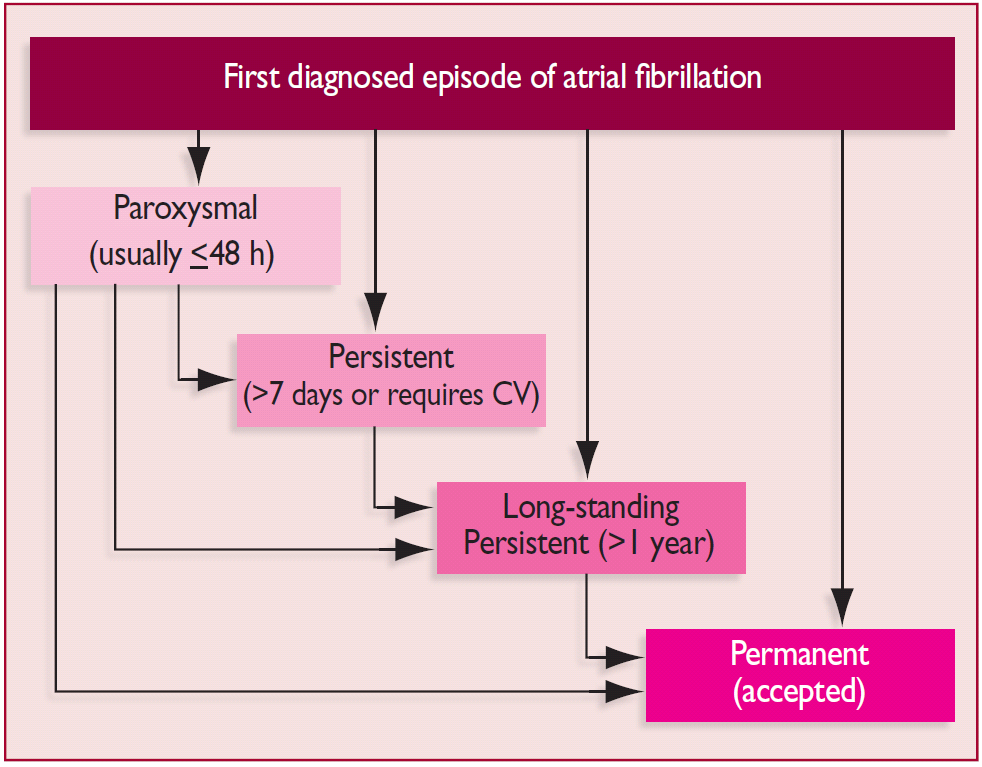 First diagnosed episode of atrial fibrillation
Paroxysmal
(usually ≤48 h)
Persistent
(>7 days or requires CV)
Long-standing
Persistent (>1 year)
Permanent
(accepted)